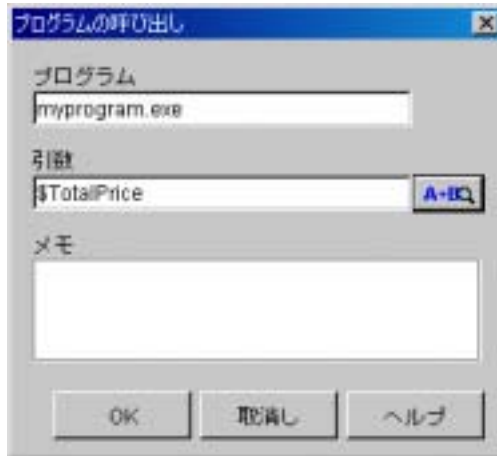 プログラムの呼び出し
プログラム
myprogram.exe
引数
$TotalPrice
A+B
メモ
OK
取消し
ヘルプ